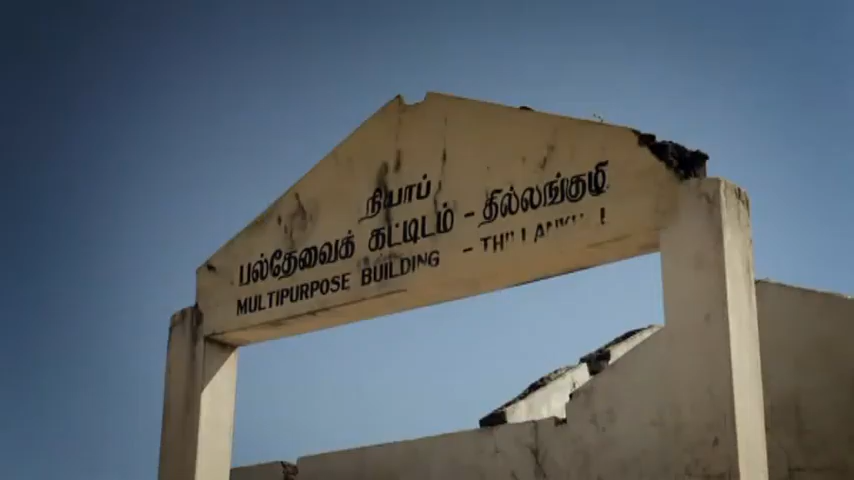 நியாப்
பல்தேவைக் கட்டிடம் - தில்லங்குழி
MULTIPURPOSE BUILDING -